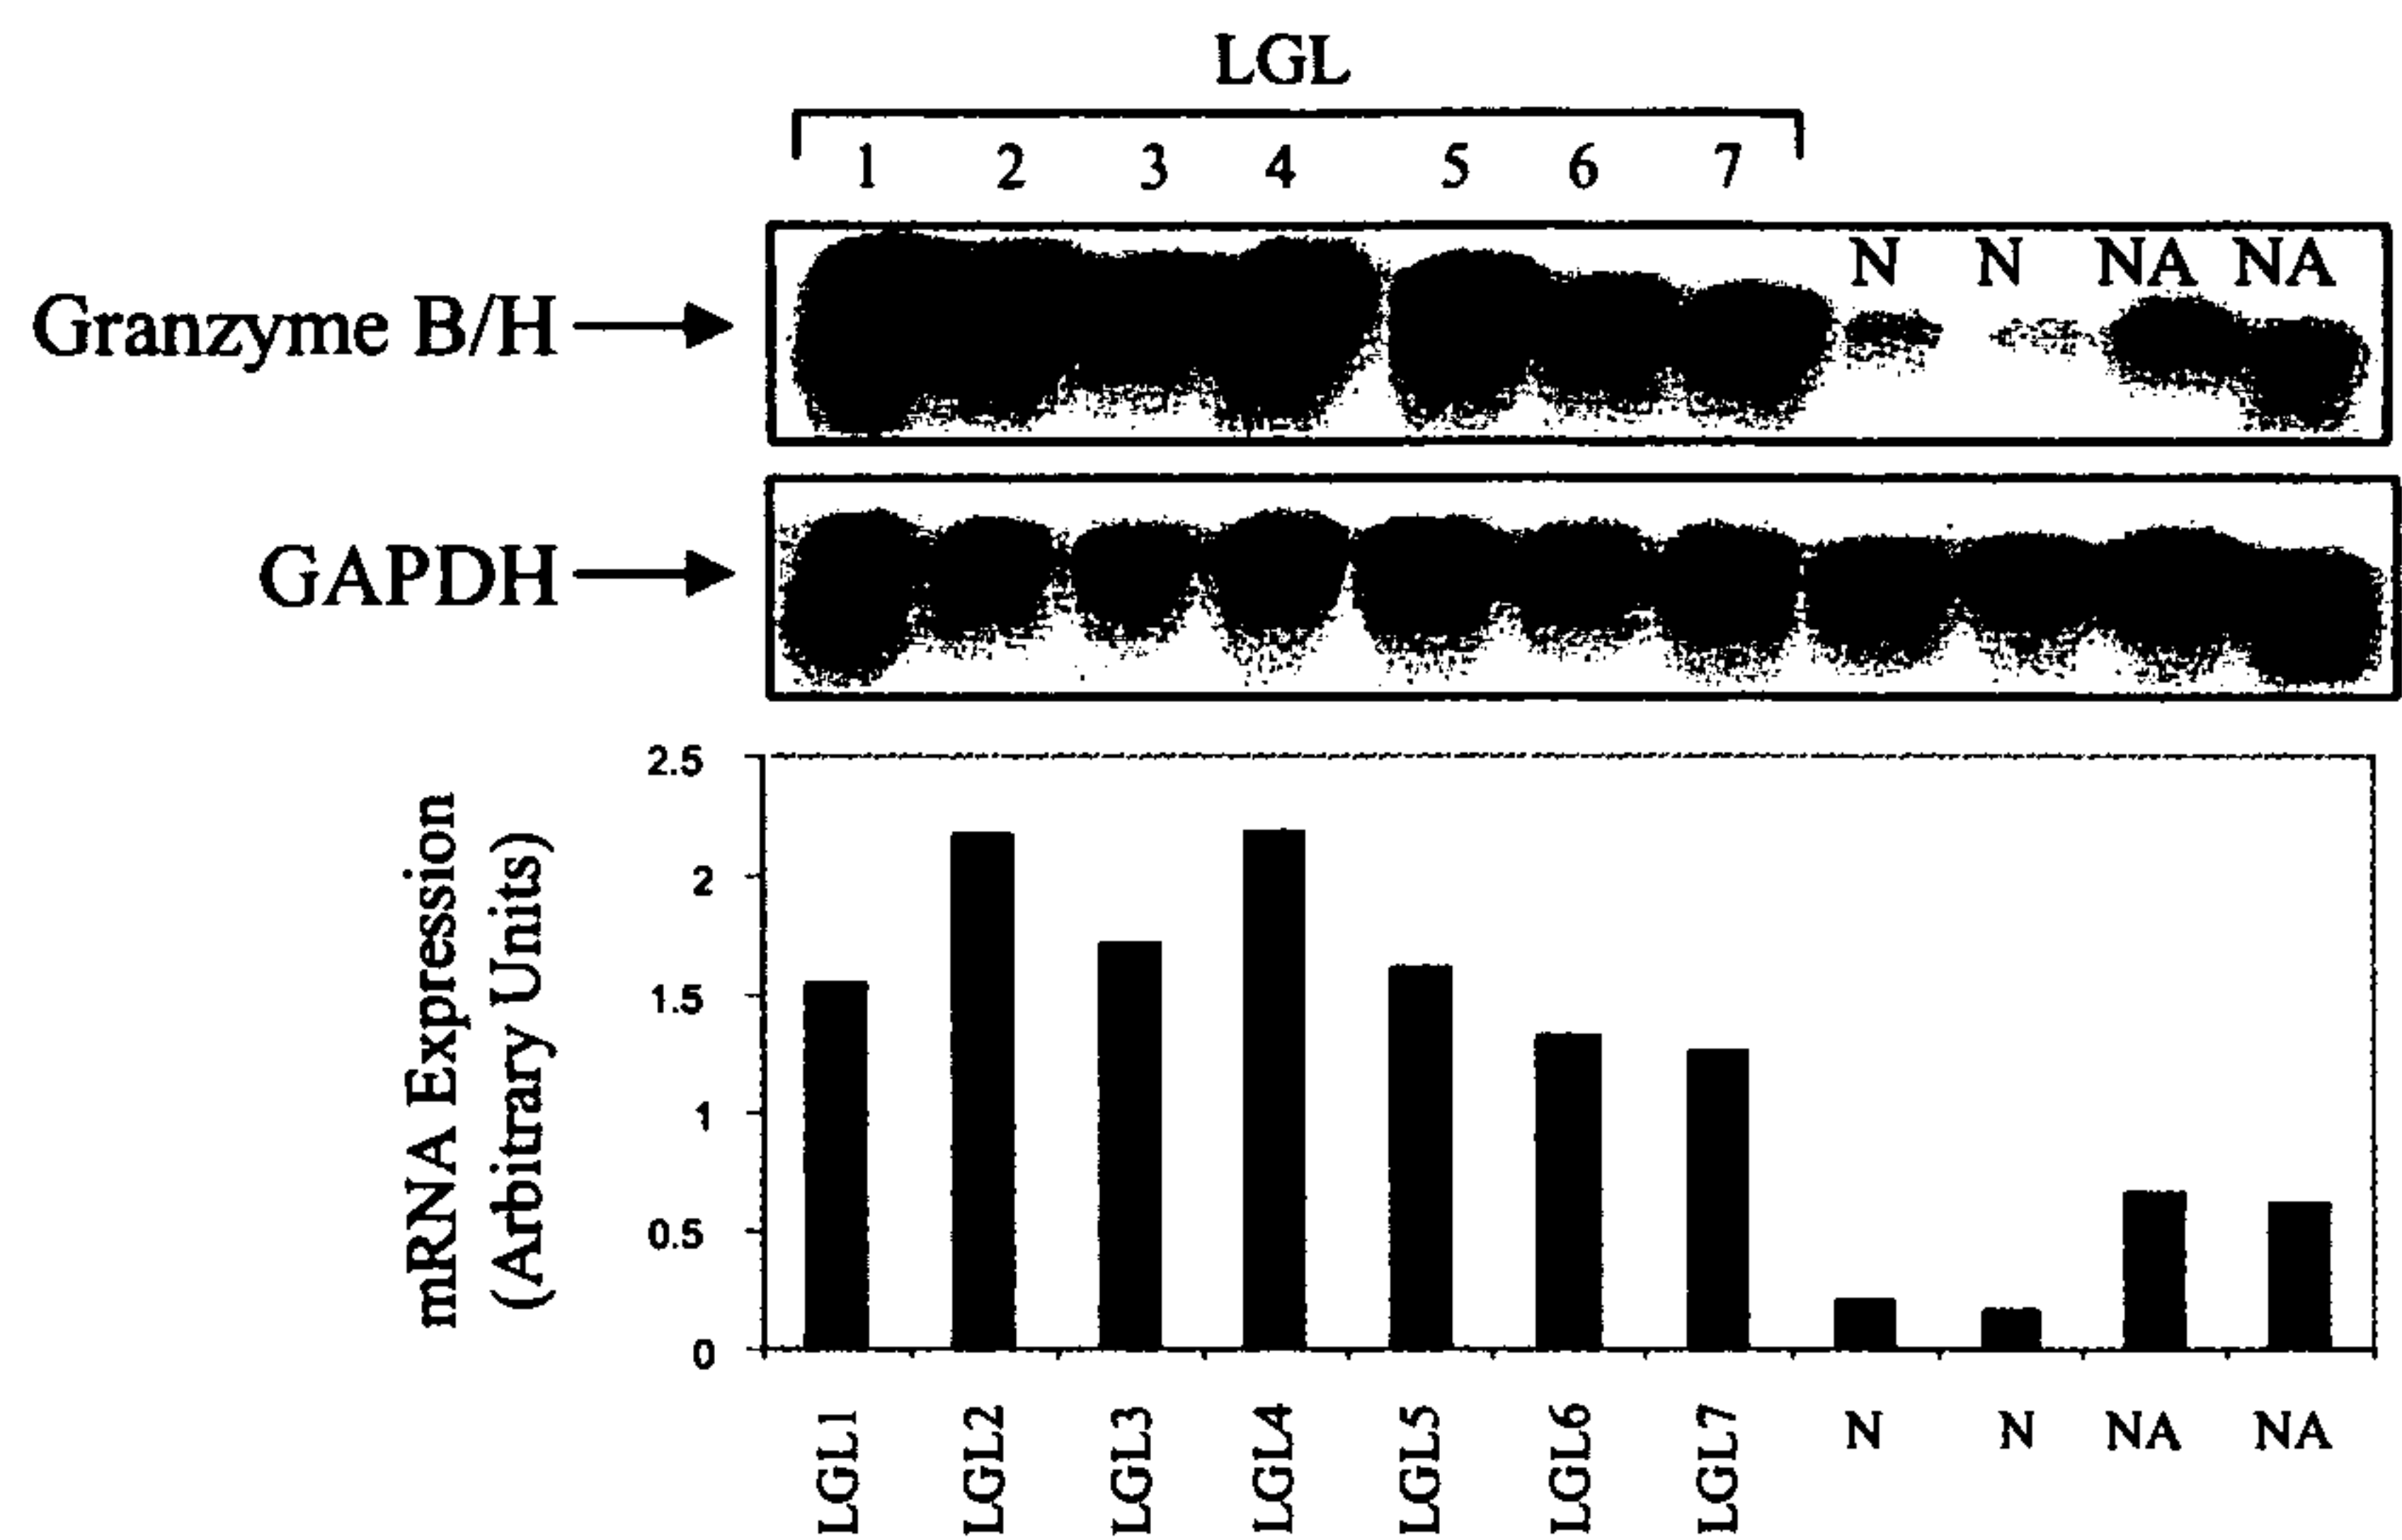 LGL
1 2 3 4 5 6 7
N N NA NA
Granzyme B/H
GAPDH
mRNA Expression
(Arbitrary Units)
2.5
2
1.5
1
0.5
0
LGL1 LGL2 LGL3 LGL4 LGL5 LGL6 LGL7 N N NA NA